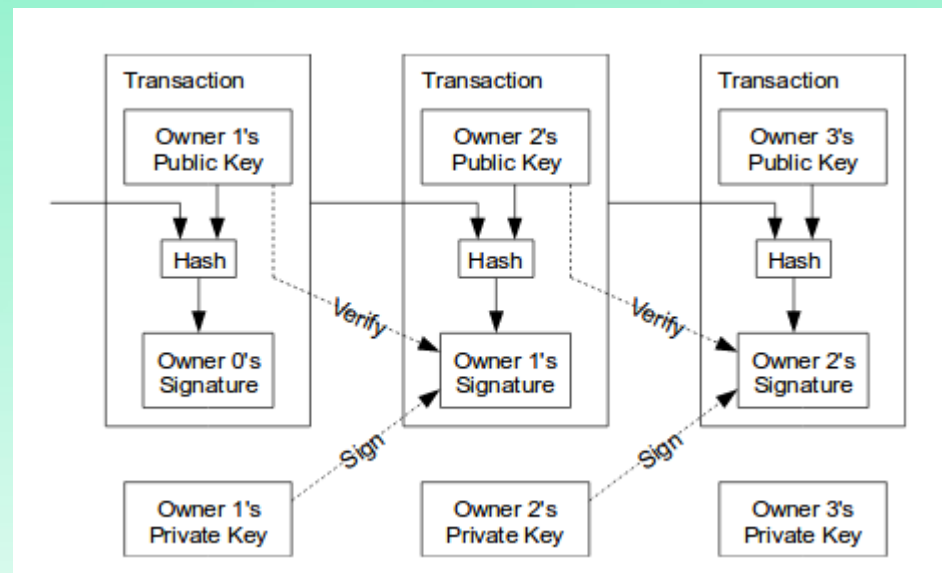 Transaction
Transaction
Transaction
Owner 1's
Public Key
Owner 2's
Public Key
Owner 3's
Public Key
Hash
Hash
Hash
Verify
Verify
Owner 0's
Signature
Owner 1's
Signature
Owner 2's
Signature
Sign
Sign
Owner 1's
Private Key
Owner 2's
Private Key
Owner 3's
Private Key